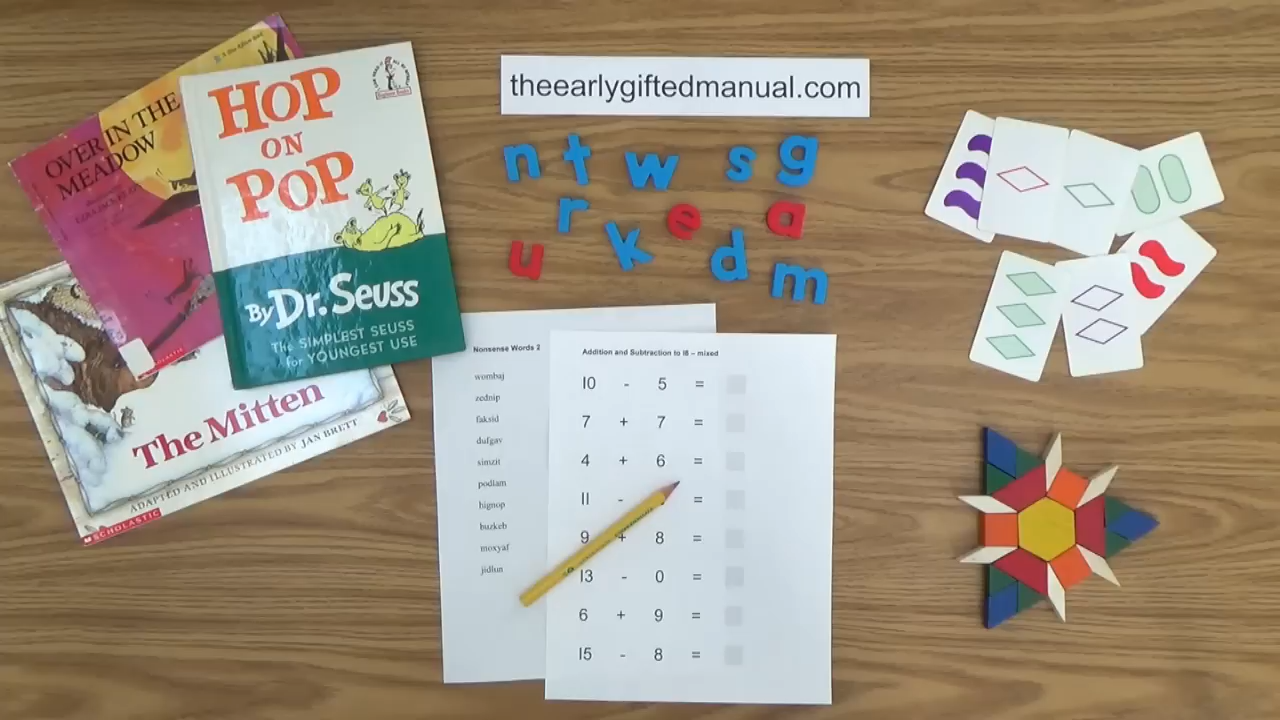 theearlygiftedmanual.com
n t w s g
r k e a
u d m
OVER IN THE
MEADOW
SCHOLASTIC
HOP
ON
POP
By Dr. Seuss
The SIMPLEST SEUSS
for YOUNGEST USE
The Mitten
ADAPTED AND ILLUSTRATED BY JAN BRETT
SCHOLASTIC
Nonsense Words 2
wombaj
zednip
faksid
dufgav
simzit
podlam
hignop
buzkeb
moxyaf
jidlun
Addition and Subtraction to 18 – mixed
10 - 5 =
7 + 7 =
4 + 6 =
11 - =
9 + 8 =
13 - 0 =
6 + 9 =
15 - 8 =